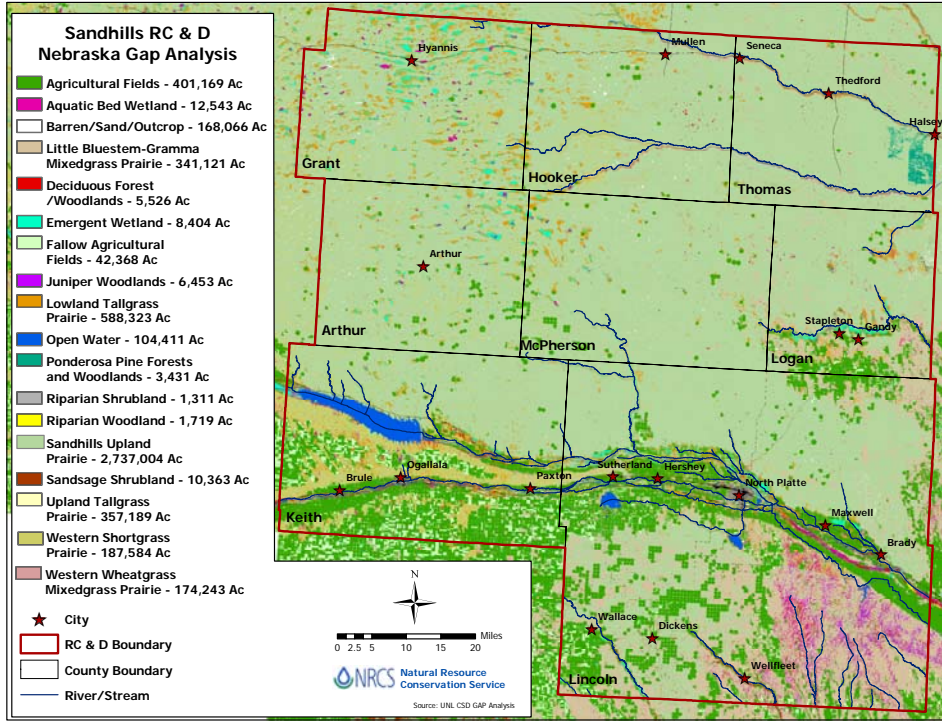 Sandhills RC & D
Nebraska Gap Analysis
Agricultural Fields - 401,169 Ac
Aquatic Bed Wetland - 12,543 Ac
Barren/Sand/Outcrop - 168,066 Ac
Little Bluestem-Gramma
Mixedgrass Prairie - 341,121 Ac
Deciduous Forest
/Woodlands - 5,526 Ac
Emergent Wetland - 8,404 Ac
Fallow Agricultural
Fields - 42,368 Ac
Juniper Woodlands - 6,453 Ac
Lowland Tallgrass
Prairie - 588,323 Ac
Open Water - 104,411 Ac
Ponderosa Pine Forests
and Woodlands - 3,431 Ac
Riparian Shrubland - 1,311 Ac
Riparian Woodland - 1,719 Ac
Sandhills Upland
Prairie - 2,737,004 Ac
Sandsage Shrubland - 10,363 Ac
Upland Tallgrass
Prairie - 357,189 Ac
Western Shortgrass
Prairie - 187,584 Ac
Western Wheatgrass
Mixedgrass Prairie - 174,243 Ac
City
RC & D Boundary
County Boundary
River/Stream
Hyannis
Mullen
Seneca
Thedford
Halsey
Grant
Hooker
Thomas
Arthur
Arthur
McPherson
Stapleton
Gandy
Logan
Brule
Ogallala
Paxton
Sutherland
Hershey
North Platte
Maxwell
Brady
Keith
Wallace
Dickens
Wellfleet
Lincoln
N
Miles
0 2.5 5 10 15 20
NRCS
Natural Resource
Conservation Service
Source: UNL CSD GAP Analysis